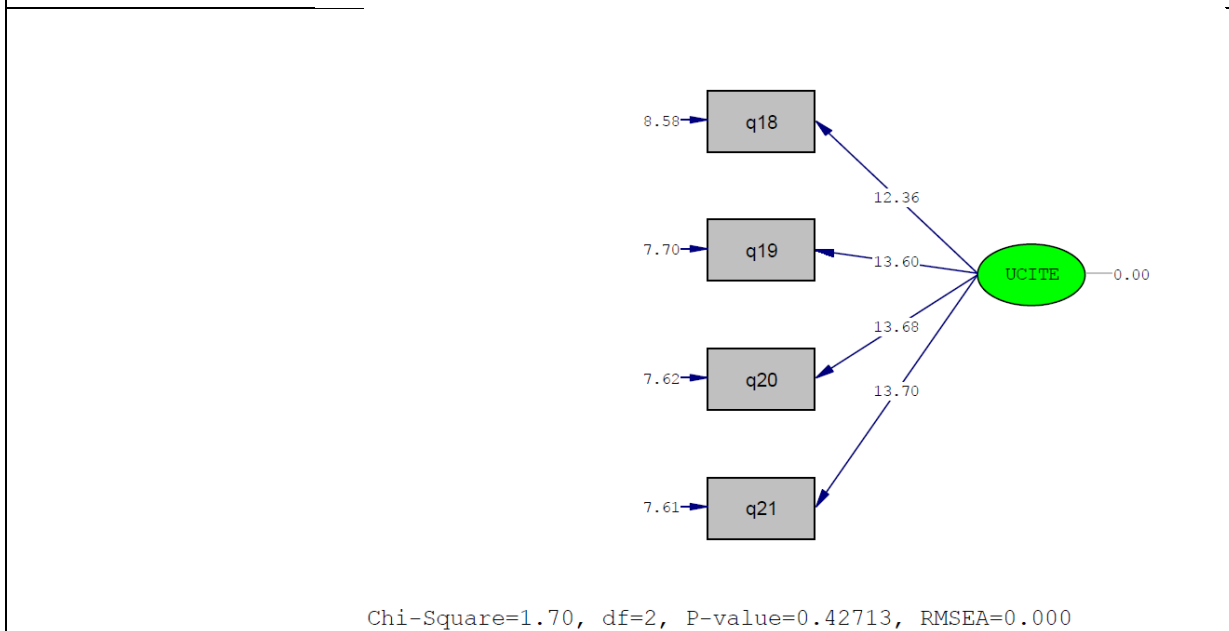 8.58
q18
12.36
7.70
q19
13.60
UCITE
0.00
13.68
7.62
q20
13.70
7.61
q21
Chi-Square=1.70, df=2, P-value=0.42713, RMSEA=0.000